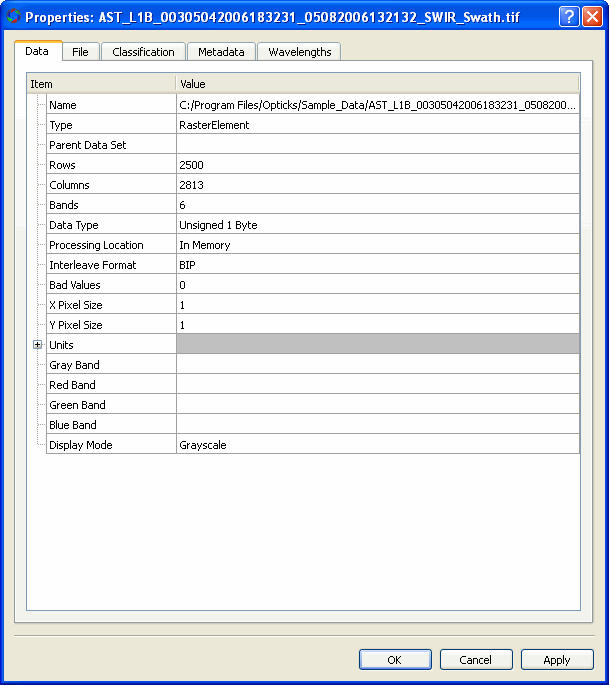 Properties: AST_L1B_00305042006183231_05082006132132_SWIR_Swath.tif
Data File Classification Metadata Wavelengths
Item Value
Name C:/Program Files/Opticks/Sample_Data/AST_L1B_00305042006183231_0508200...
Type RasterElement
Parent Data Set
Rows 2500
Columns 2813
Bands 6
Data Type Unsigned 1 Byte
Processing Location In Memory
Interleave Format BIP
Bad Values 0
X Pixel Size 1
Y Pixel Size 1
Units
Gray Band
Red Band
Green Band
Blue Band
Display Mode Grayscale
OK Cancel Apply